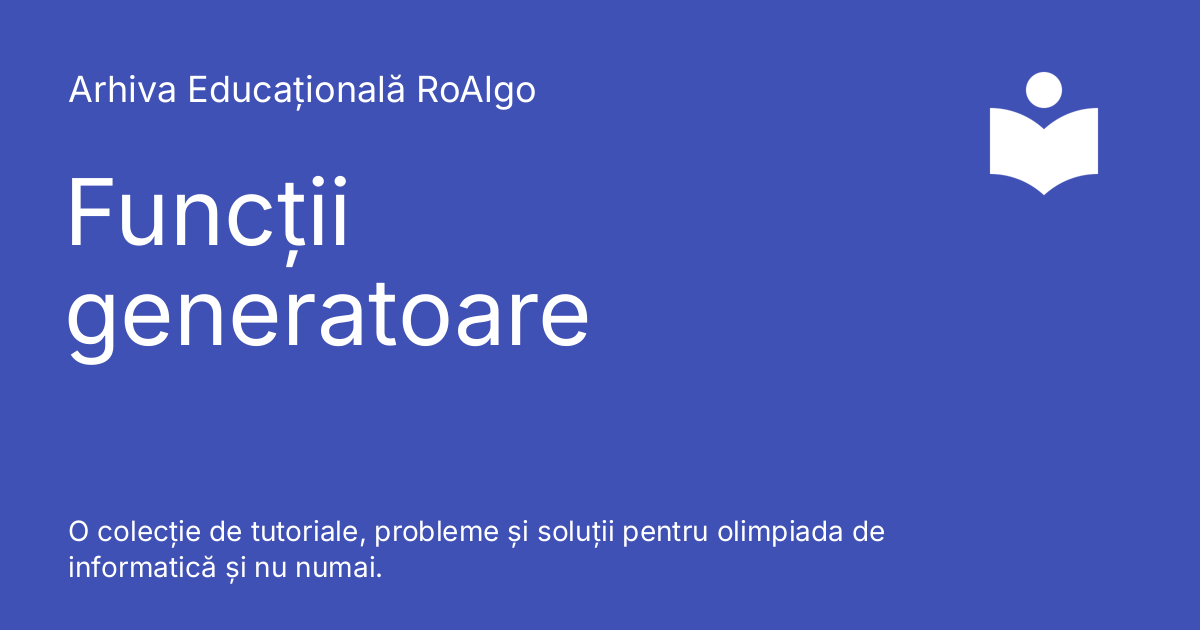 Arhiva Educațională RoAlgo
Funcții
generatoare
O colecție de tutoriale, probleme și soluții pentru olimpiada de
informatică și nu numai.